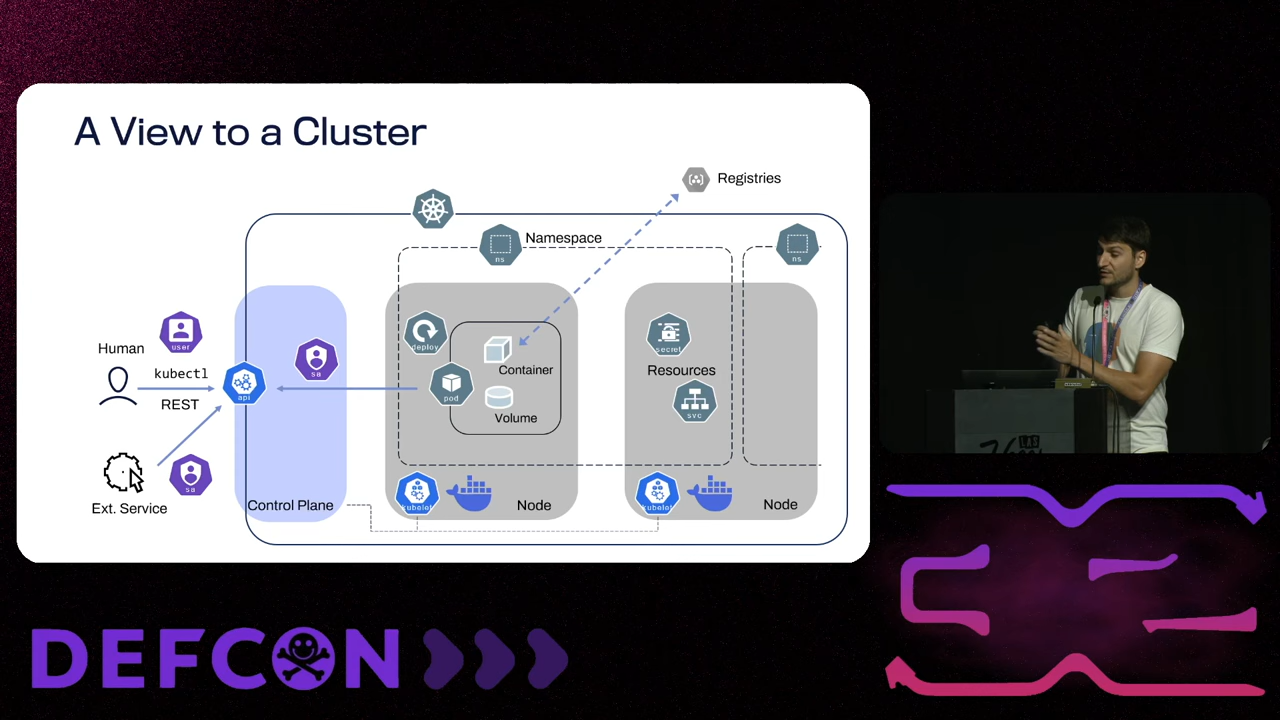 A View to a Cluster
Registries
Namespace
ns
ns
Human
user
kubectl
REST
api
sa
deploy
pod
Container
Volume
secret
Resources
svc
sa
Ext. Service
Control Plane
kubelet
Node
kubelet
Node
LAS
DEFCON